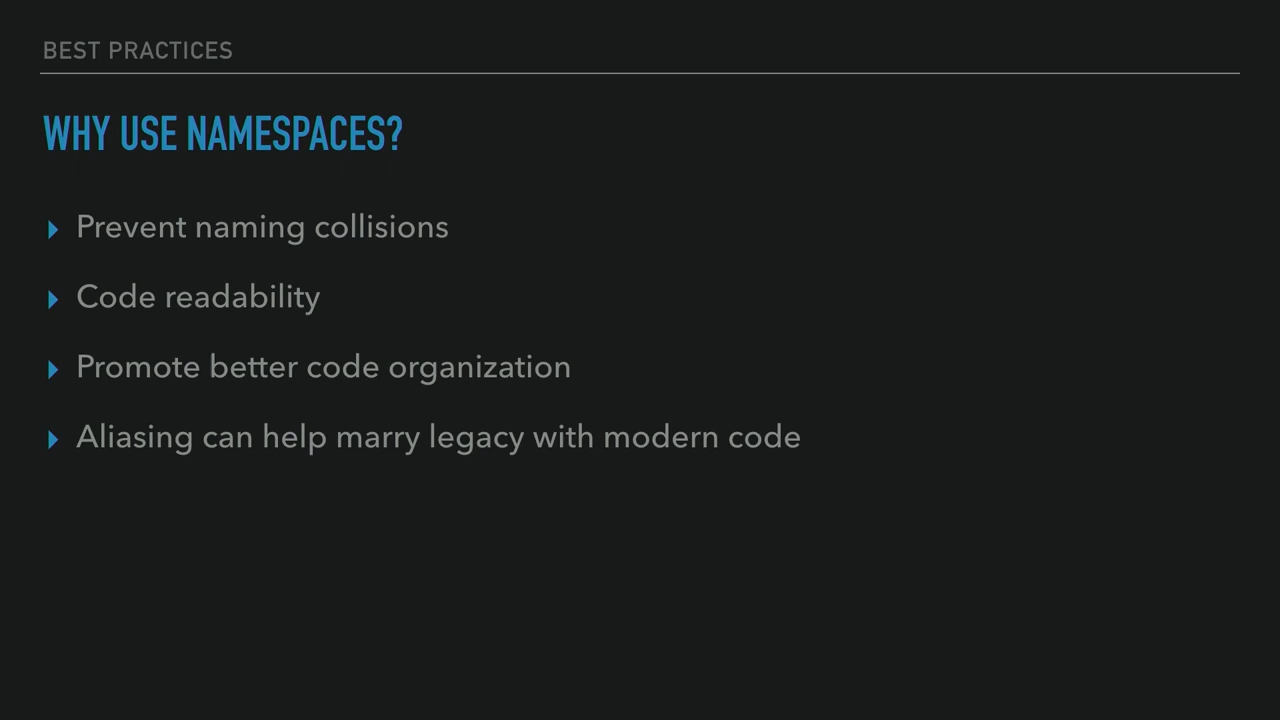 BEST PRACTICES
WHY USE NAMESPACES?
Prevent naming collisions
Code readability
Promote better code organization
Aliasing can help marry legacy with modern code